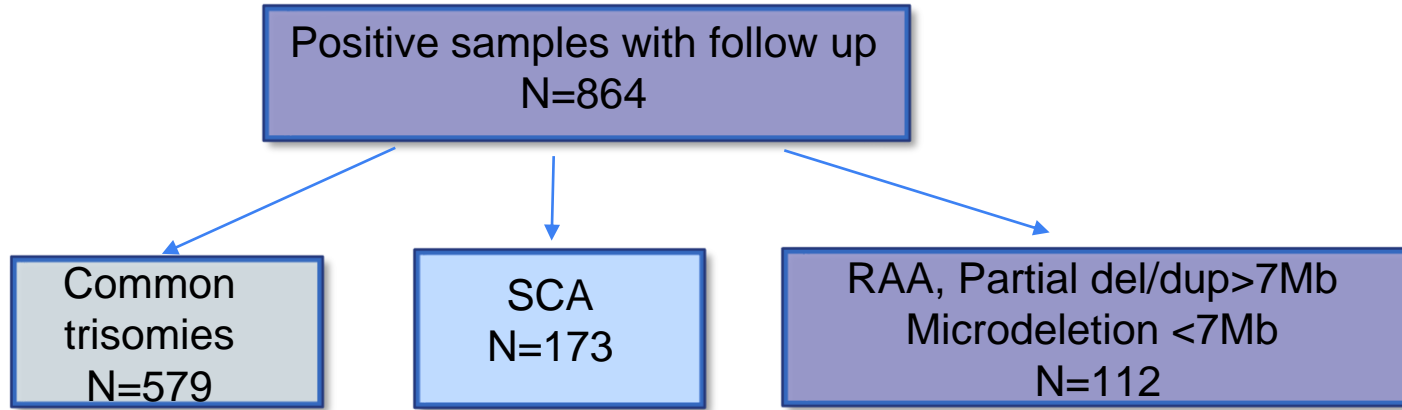 Positive samples with follow up
N=864
Common
trisomies
N=579
SCA
N=173
RAA, Partial del/dup>7Mb
Microdeletion <7Mb
N=112